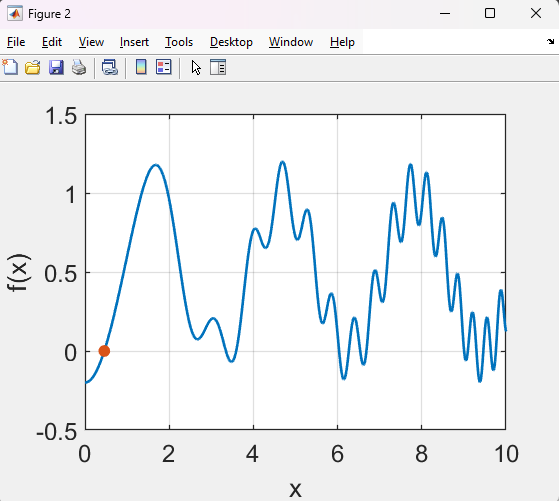 Figure 2
File Edit View Insert Tools Desktop Window Help
1.5
1
0.5
0
-0.5
f(x)
0 2 4 6 8 10
x